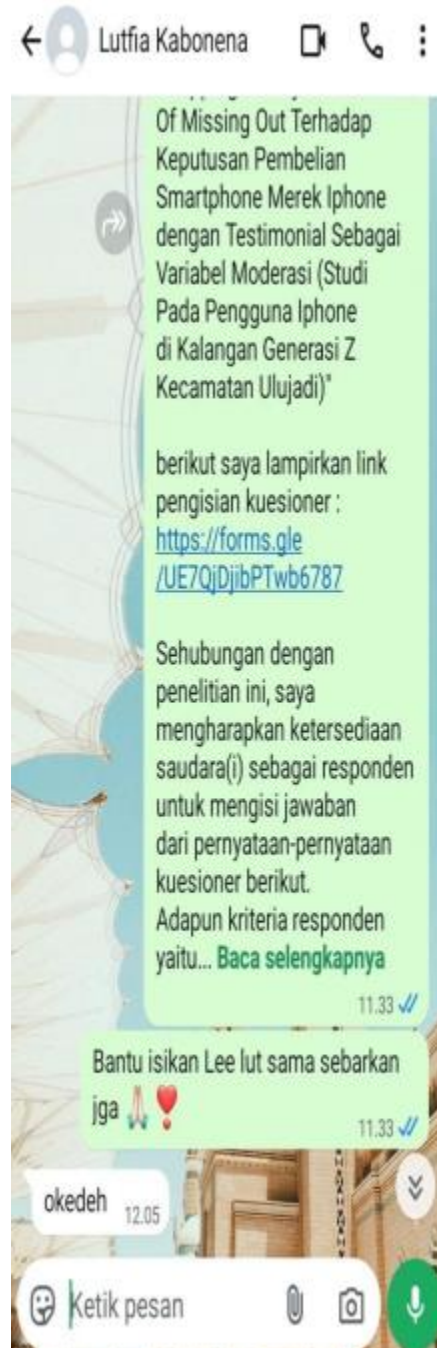 Lutfia Kabonena
Of Missing Out Terhadap
Keputusan Pembelian
Smartphone Merek Iphone
dengan Testimonial Sebagai
Variabel Moderasi (Studi
Pada Pengguna Iphone
di Kalangan Generasi Z
Kecamatan Ulujadi)"
berikut saya lampirkan link
pengisian kuesioner :
https://forms.gle
/UE7QjDjibPTwb6787
Sehubungan dengan
penelitian ini, saya
mengharapkan ketersediaan
saudara(i) sebagai responden
untuk mengisi jawaban
dari pernyataan-pernyataan
kuesioner berikut.
Adapun kriteria responden
yaitu... Baca selengkapnya
11.33
Bantu isikan Lee lut sama sebarkan
jga 🙏🏻❣️
11.33
okedeh 12.05
Ketik pesan